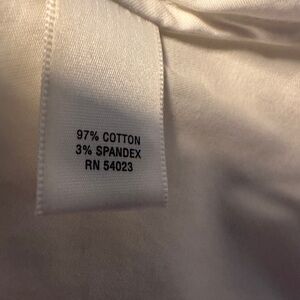 97% COTTON
3% SPANDEX
RN 54023